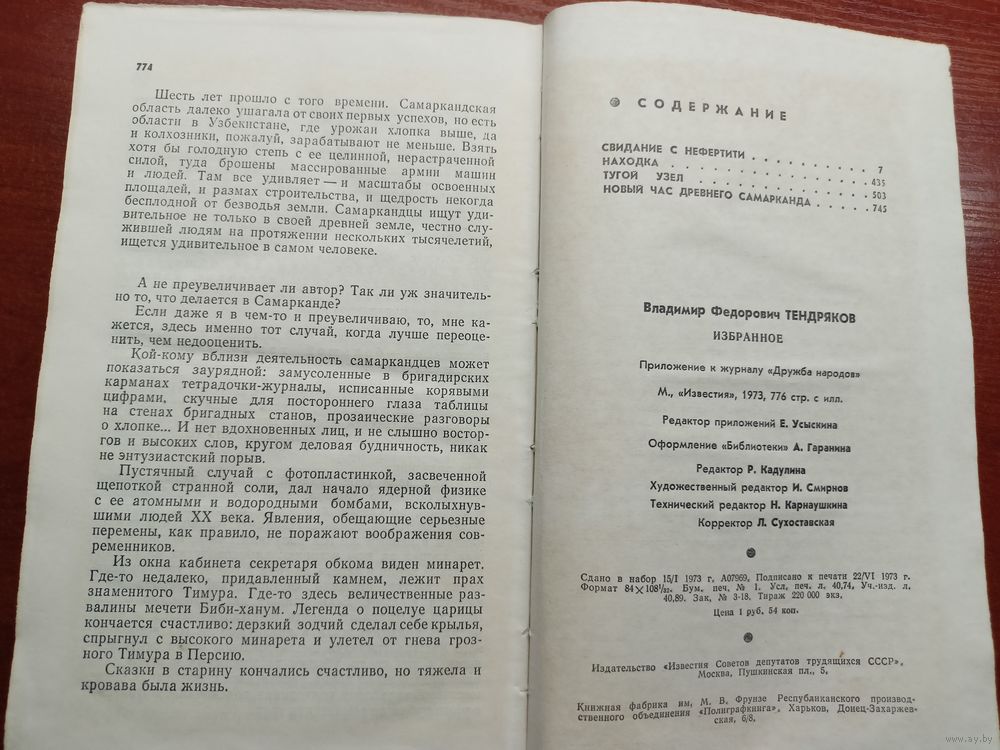 774
Шесть лет прошло с того времени. Самаркандская
область далеко ушагала от своих первых успехов, но есть
области в Узбекистане, где урожаи хлопка выше, да
и колхозники, пожалуй, зарабатывают не меньше. Взять
хотя бы голодную степь с ее целинной, нерастраченной
силой, туда брошены массированные армии машин
и людей. Там все удивляет — и масштабы освоенных
площадей, и размах строительства, и щедрость некогда
бесплодной от безводья земли. Самаркандцы ищут уди-
вительное не только в своей древней земле, честно слу-
жившей людям на протяжении нескольких тысячелетий,
ищется удивительное в самом человеке.
А не преувеличивает ли автор? Так ли уж значитель-
но то, что делается в Самарканде?
Если даже я в чем-то и преувеличиваю, то, мне ка-
жется, здесь именно тот случай, когда лучше переоце-
нить, чем недооценить.
Кой-кому вблизи деятельность самаркандцев может
показаться заурядной: замусоленные в бригадирских
карманах тетрадочки-журналы, исписанные корявыми
цифрами, скучные для постороннего глаза таблицы
на стенах бригадных станов, прозаические разговоры
о хлопке... И нет вдохновенных лиц, и не слышно востор-
гов и высоких слов, кругом деловая будничность, никак
не энтузиастский порыв.
Пустячный случай с фотопластинкой, засвеченной
щепоткой странной соли, дал начало ядерной физике
с ее атомными и водородными бомбами, всколыхнув-
шими людей XX века. Явления, обещающие серьезные
перемены, как правило, не поражают воображения сов-
ременников.
Из окна кабинета секретаря обкома виден минарет.
Где-то недалеко, придавленный камнем, лежит прах
знаменитого Тимура. Где-то здесь величественные раз-
валины мечети Биби-ханум. Легенда о поцелуе царицы
кончается счастливо: дерзкий зодчий сделал себе крылья,
спрыгнул с высокого минарета и улетел от гнева гроз-
ного Тимура в Персию.
Сказки в старину кончались счастливо, но тяжела и
кровава была жизнь.
СОДЕРЖАНИЕ
СВИДАНИЕ С НЕФЕРТИТИ . . . . . . . . . 7
НАХОДКА . . . . . . . . . . . . . . . 435
ТУГОЙ УЗЕЛ . . . . . . . . . . . . . 503
НОВЫЙ ЧАС ДРЕВНЕГО САМАРКАНДА . . . . . 745
Владимир Федорович ТЕНДРЯКОВ
ИЗБРАННОЕ
Приложение к журналу «Дружба народов»
М., «Известия», 1973, 776 стр. с илл.
Редактор приложений Е. Усыскина
Оформление «Библиотеки» А. Гаранина
Редактор Р. Кадулина
Художественный редактор И. Смирнов
Технический редактор Н. Карнаушкина
Корректор Л. Сухоставская
Сдано в набор 15/I 1973 г. А07969. Подписано к печати 22/VI 1973 г.
Формат 84×108¹/₃₂. Бум. печ. № 1. Усл. печ. л. 40,74. Уч.-изд. л.
40,89. Зак. № 3-18. Тираж 220 000 экз.
Цена 1 руб. 54 коп.
Издательство «Известия Советов депутатов трудящихся СССР».
Москва, Пушкинская пл., 5.
Книжная фабрика им. М. В. Фрунзе Республиканского производ-
ственного объединения «Полиграфкнига», Харьков, Донец-Захаржев-
ская, 6/8.
www.ay.by